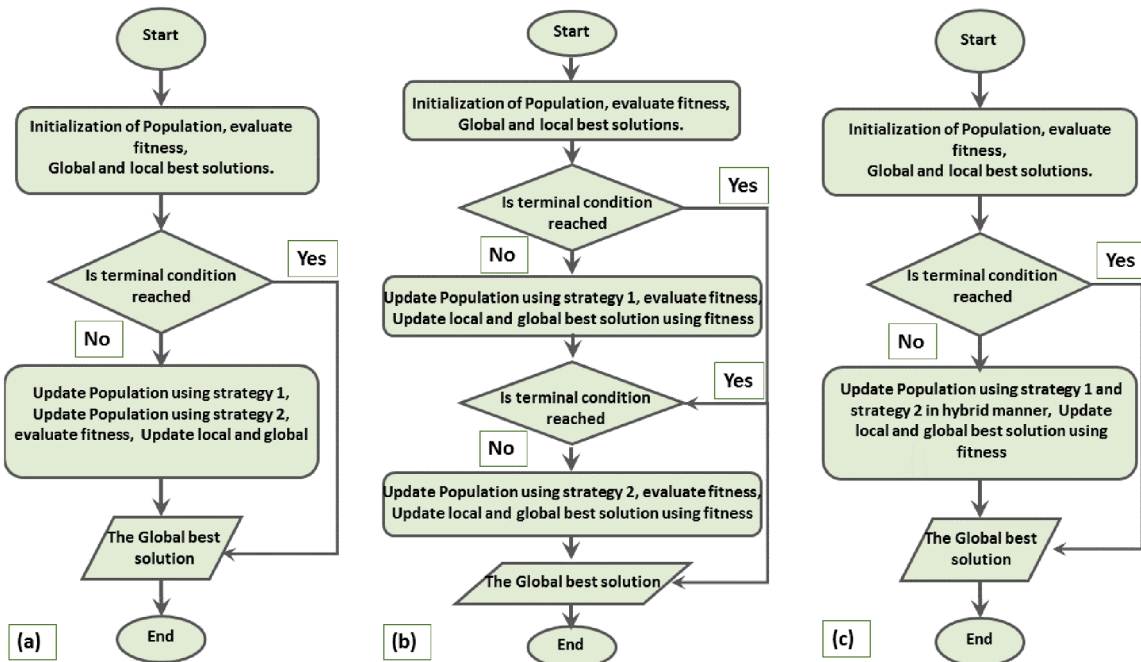 Start
Initialization of Population, evaluate
fitness,
Global and local best solutions.
Is terminal condition
reached
Yes
No
Update Population using strategy 1,
Update Population using strategy 2,
evaluate fitness, Update local and global
The Global best
solution
End
(a)
Start
Initialization of Population, evaluate fitness,
Global and local best solutions.
Is terminal condition
reached
Yes
No
Update Population using strategy 1, evaluate fitness,
Update local and global best solution using fitness
Is terminal condition
reached
Yes
No
Update Population using strategy 2, evaluate fitness,
Update local and global best solution using fitness
The Global best solution
End
(b)
Start
Initialization of Population, evaluate
fitness,
Global and local best solutions.
Is terminal condition
reached
Yes
No
Update Population using strategy 1 and
strategy 2 in hybrid manner, Update
local and global best solution using
fitness
The Global best
solution
End
(c)